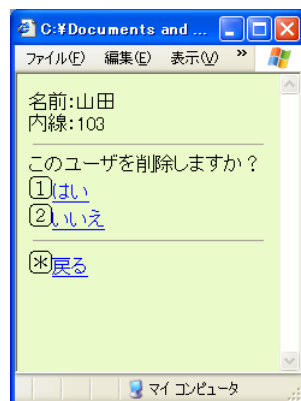 C:¥Documents and ...
ファイル(F) 編集(E) 表示(V) »
名前:山田
内線:103
このユーザを削除しますか？
1はい
2いいえ
*戻る
マイ コンピュータ